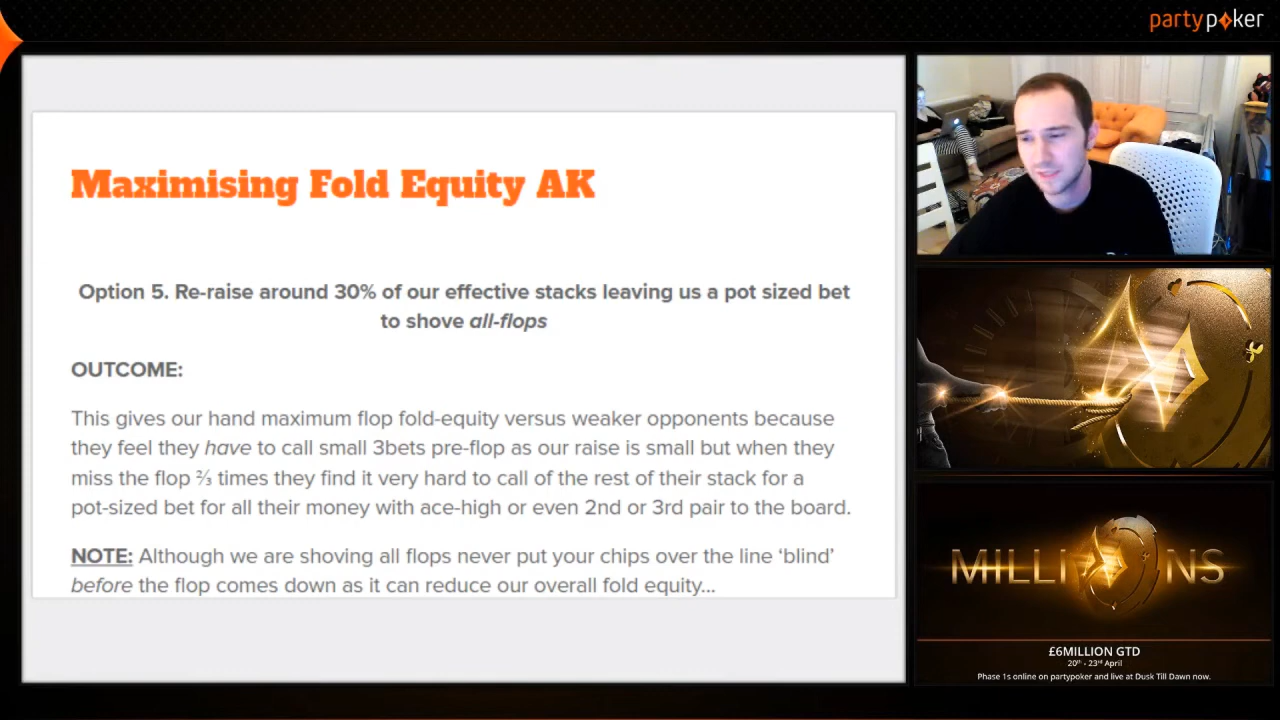 partypoker
Maximising Fold Equity AK
Option 5. Re-raise around 30% of our effective stacks leaving us a pot sized bet
to shove all-flops
OUTCOME:
This gives our hand maximum flop fold-equity versus weaker opponents because
they feel they have to call small 3bets pre-flop as our raise is small but when they
miss the flop ⅔ times they find it very hard to call of the rest of their stack for a
pot-sized bet for all their money with ace-high or even 2nd or 3rd pair to the board.
NOTE: Although we are shoving all flops never put your chips over the line ‘blind’
before the flop comes down as it can reduce our overall fold equity...
MILLIONS
£6MILLION GTD
20th - 23rd April
Phase 1s online on partypoker and live at Dusk Till Dawn now.